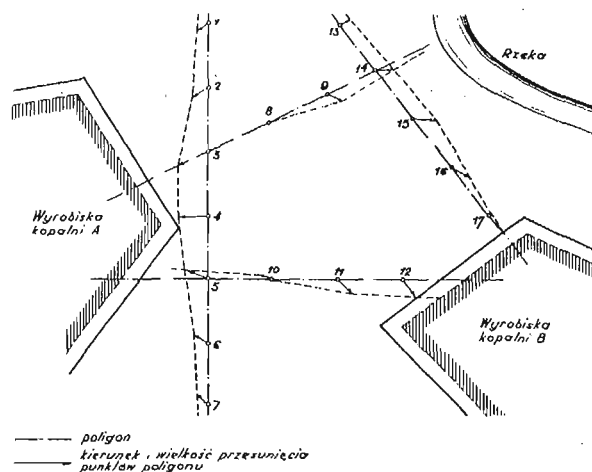 1
13
Rzeka
14
2
9
8
15
3
16
Wyrobiska
kopalni A
4
17
10
11
12
5
Wyrobiska
kopalni B
6
7
poligon
kierunek i wielkość przesunięcia
punktów poligonu